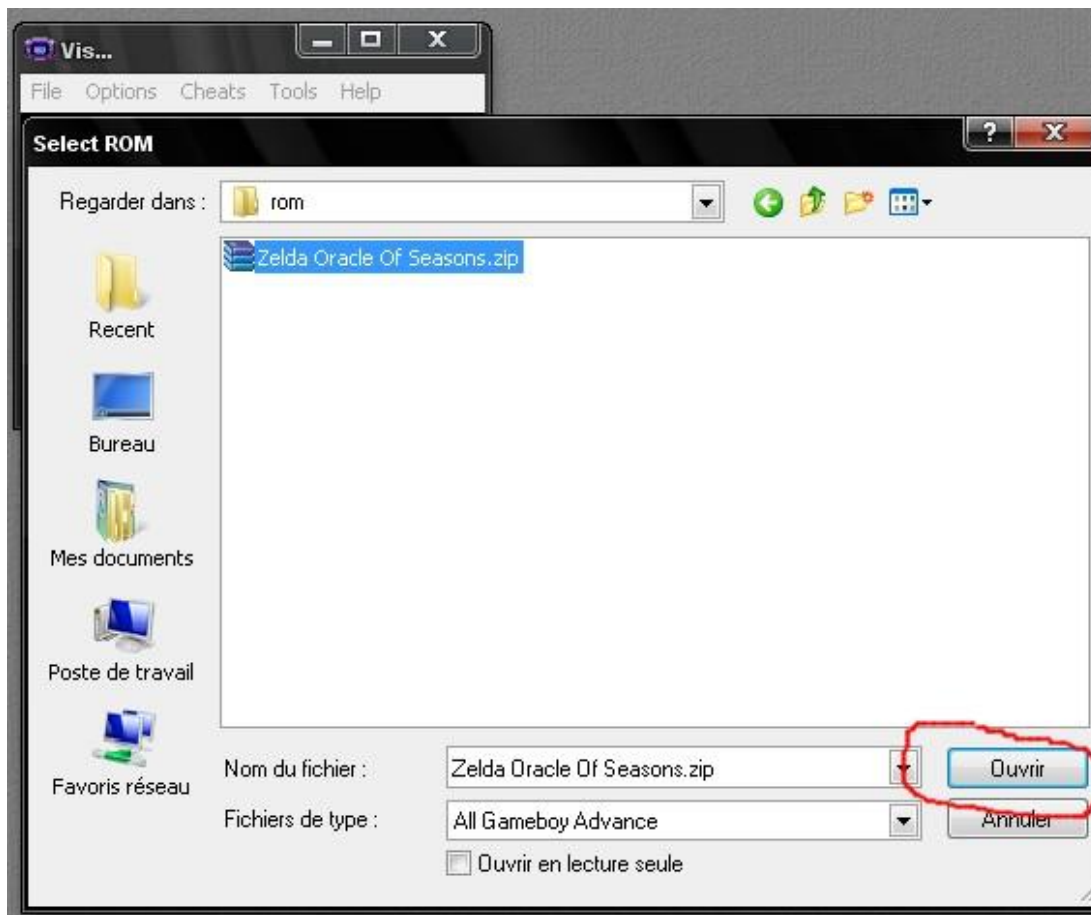 Vis...
File Options Cheats Tools Help
Select ROM
Regarder dans :
rom
Zelda Oracle Of Seasons.zip
Recent
Bureau
Mes documents
Poste de travail
Favoris réseau
Nom du fichier :
Zelda Oracle Of Seasons.zip
Ouvrir
Fichiers de type :
All Gameboy Advance
Annuler
Ouvrir en lecture seule